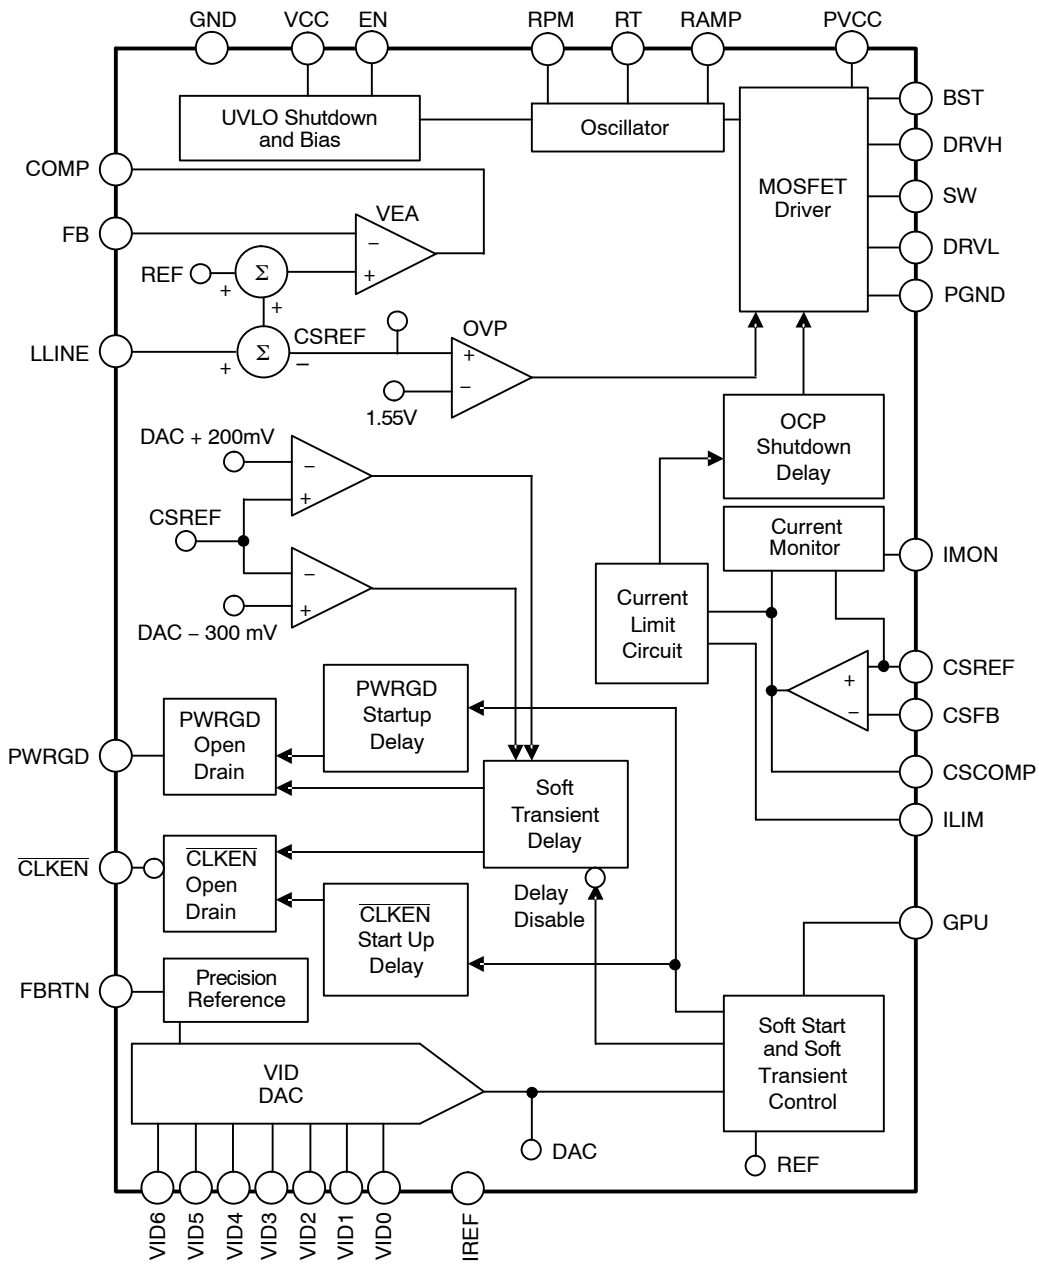 GND
VCC
EN
RPM
RT
RAMP
PVCC
UVLO Shutdown
and Bias
Oscillator
MOSFET
Driver
BST
DRVH
SW
DRVL
PGND
COMP
FB
VEA
−
+
REF
Σ
+
+
LLINE
Σ
+
−
CSREF
OVP
+
−
1.55V
OCP
Shutdown
Delay
DAC + 200mV
−
+
CSREF
−
+
DAC − 300 mV
Current
Monitor
IMON
Current
Limit
Circuit
+
−
CSREF
CSFB
CSCOMP
ILIM
PWRGD
Startup
Delay
PWRGD
PWRGD
Open
Drain
Soft
Transient
Delay
CLKEN
CLKEN
Open
Drain
Delay
Disable
CLKEN
Start Up
Delay
GPU
FBRTN
Precision
Reference
Soft Start
and Soft
Transient
Control
VID
DAC
DAC
REF
VID6
VID5
VID4
VID3
VID2
VID1
VID0
IREF